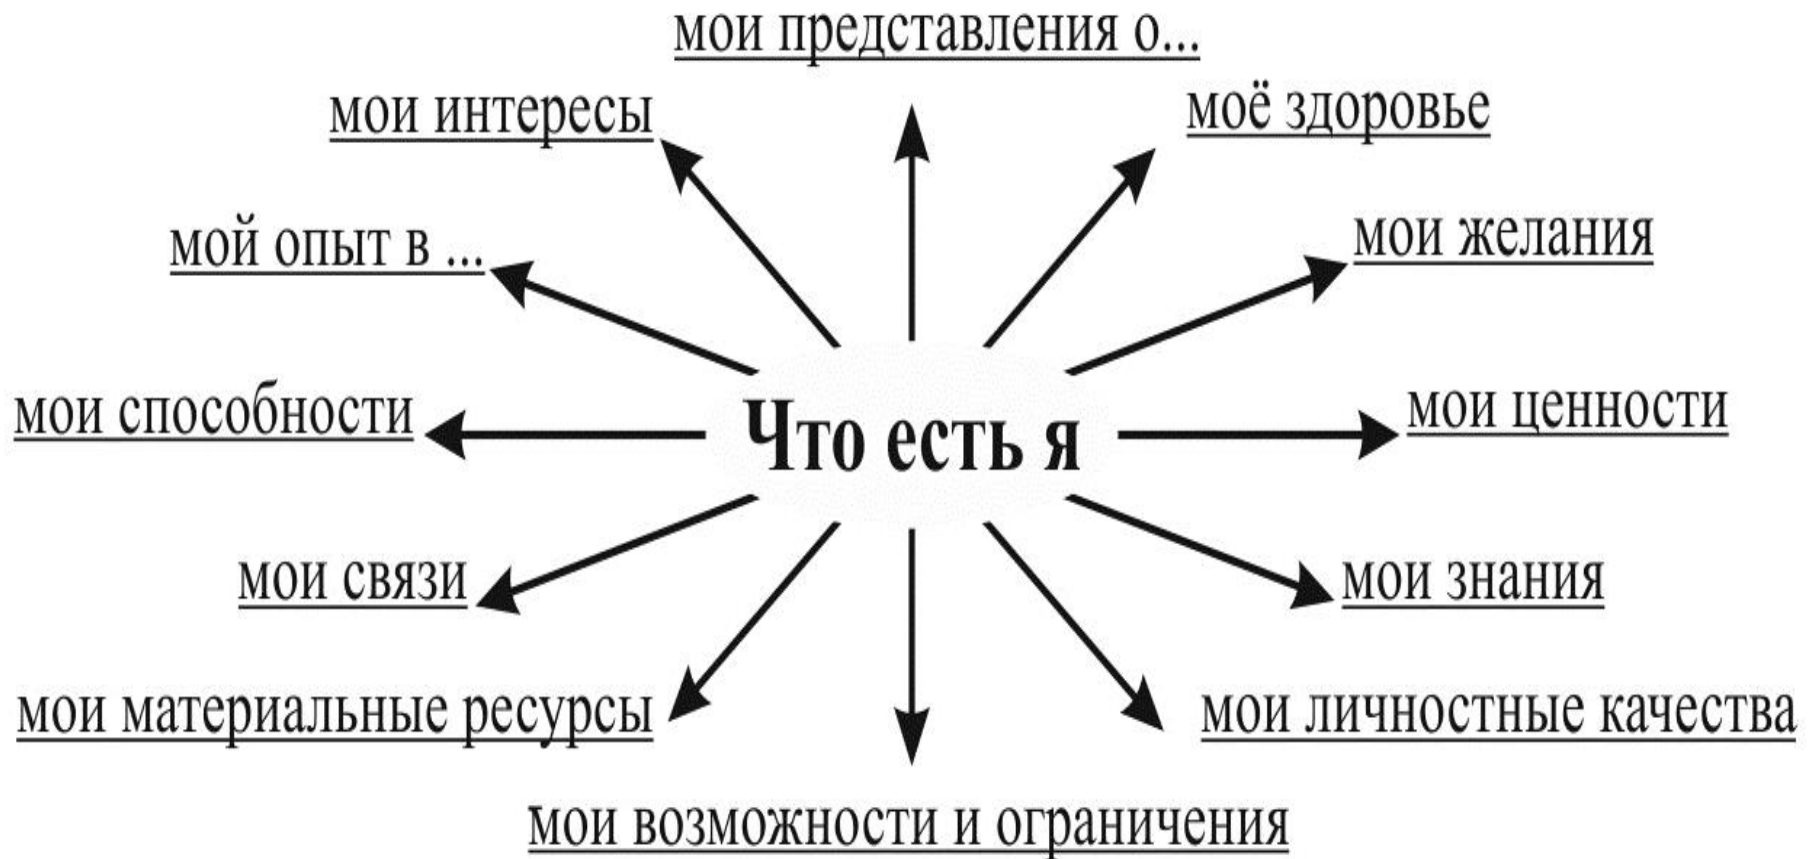 мои представления о...
мои интересы
моё здоровье
мой опыт в ...
мои желания
мои способности
Что есть я
мои ценности
мои связи
мои знания
мои материальные ресурсы
мои личностные качества
мои возможности и ограничения